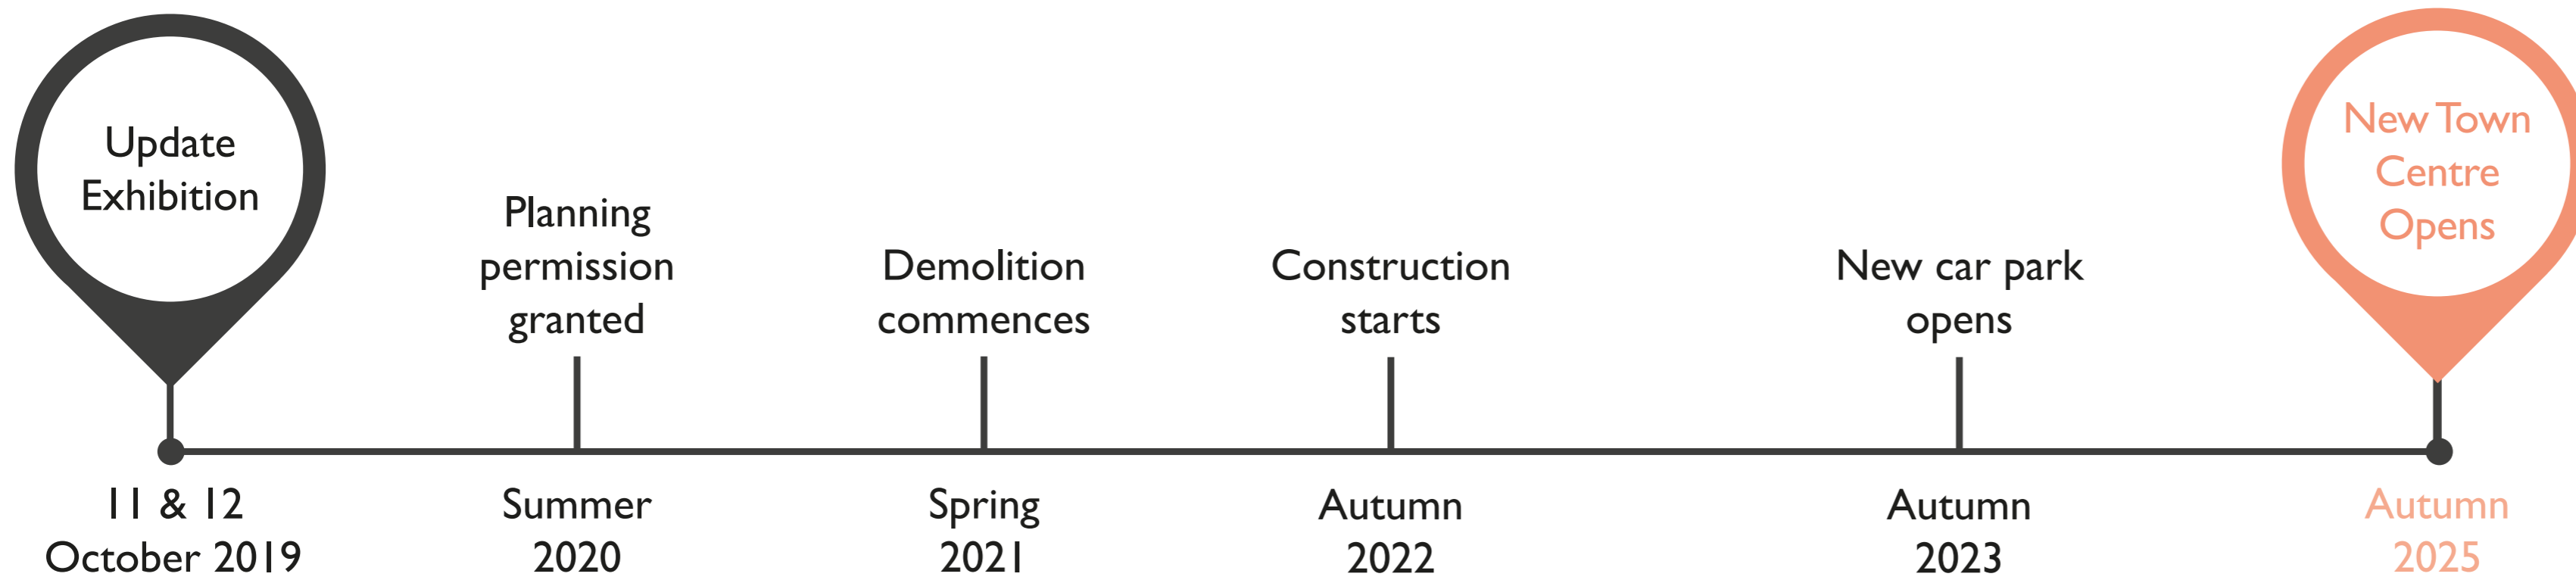 Update
Exhibition
11 & 12
October 2019
Planning
permission
granted
Summer
2020
Demolition
commences
Spring
2021
Construction
starts
Autumn
2022
New car park
opens
Autumn
2023
New Town
Centre
Opens
Autumn
2025